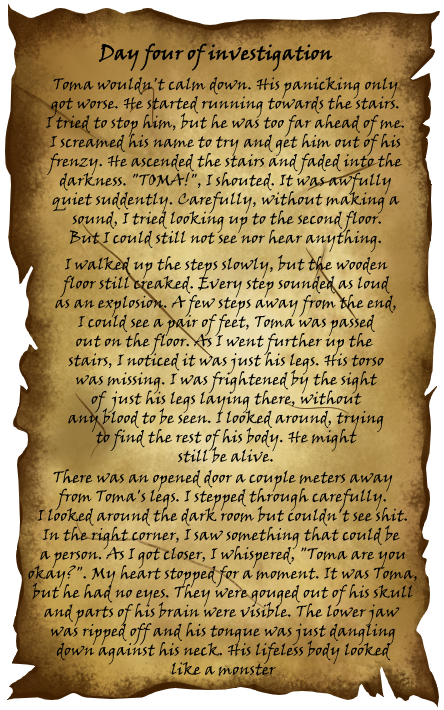 Day four of investigation
Toma wouldn't calm down. His panicking only
got worse. He started running towards the stairs.
I tried to stop him, but he was too far ahead of me.
I screamed his name to try and get him out of his
frenzy. He ascended the stairs and faded into the
darkness. "TOMA!", I shouted. It was awfully
quiet suddently. Carefully, without making a
sound, I tried looking up to the second floor.
But I could still not see nor hear anything.
I walked up the steps slowly, but the wooden
floor still creaked. Every step sounded as loud
as an explosion. A few steps away from the end,
I could see a pair of feet, Toma was passed
out on the floor. As I went further up the
stairs, I noticed it was just his legs. His torso
was missing. I was frightened by the sight
of just his legs laying there, without
any blood to be seen. I looked around, trying
to find the rest of his body. He might
still be alive.
There was an opened door a couple meters away
from Toma's legs. I stepped through carefully.
I looked around the dark room but couldn't see shit.
In the right corner, I saw something that could be
a person. As I got closer, I whispered, "Toma are you
okay?". My heart stopped for a moment. It was Toma,
but he had no eyes. They were gouged out of his skull
and parts of his brain were visible. The lower jaw
was ripped off and his tongue was just dangling
down against his neck. His lifeless body looked
like a monster